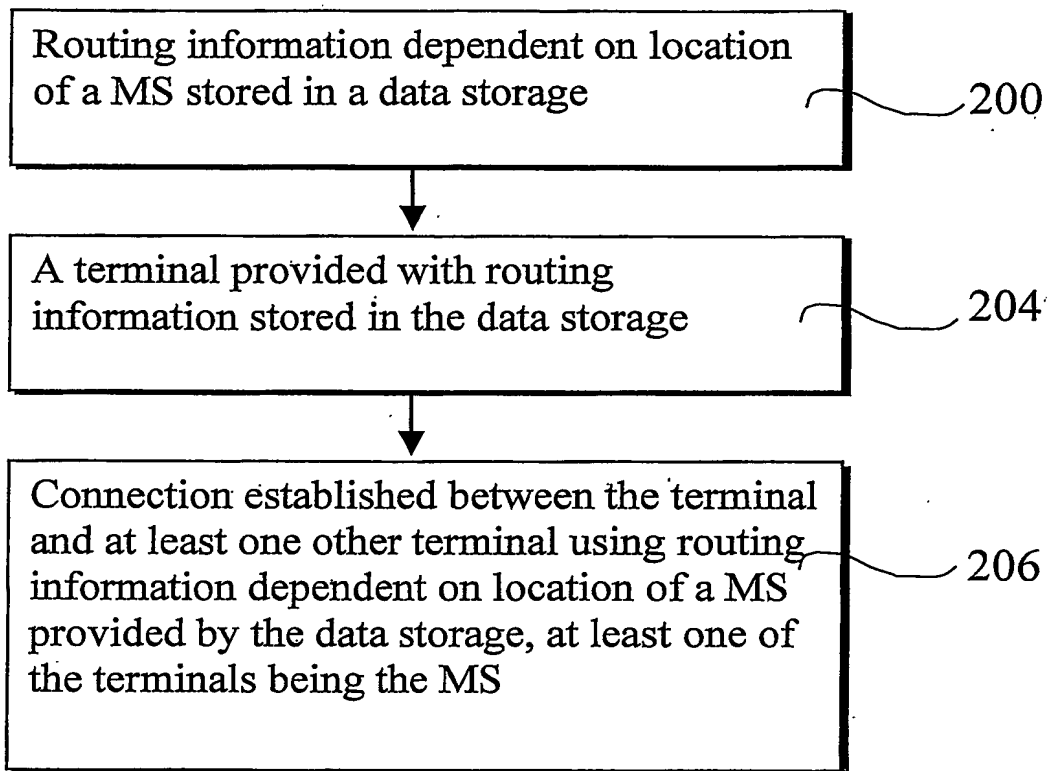 Routing information dependent on location
of a MS stored in a data storage
200
A terminal provided with routing
information stored in the data storage
204
Connection established between the terminal
and at least one other terminal using routing
information dependent on location of a MS
provided by the data storage, at least one of
the terminals being the MS
206